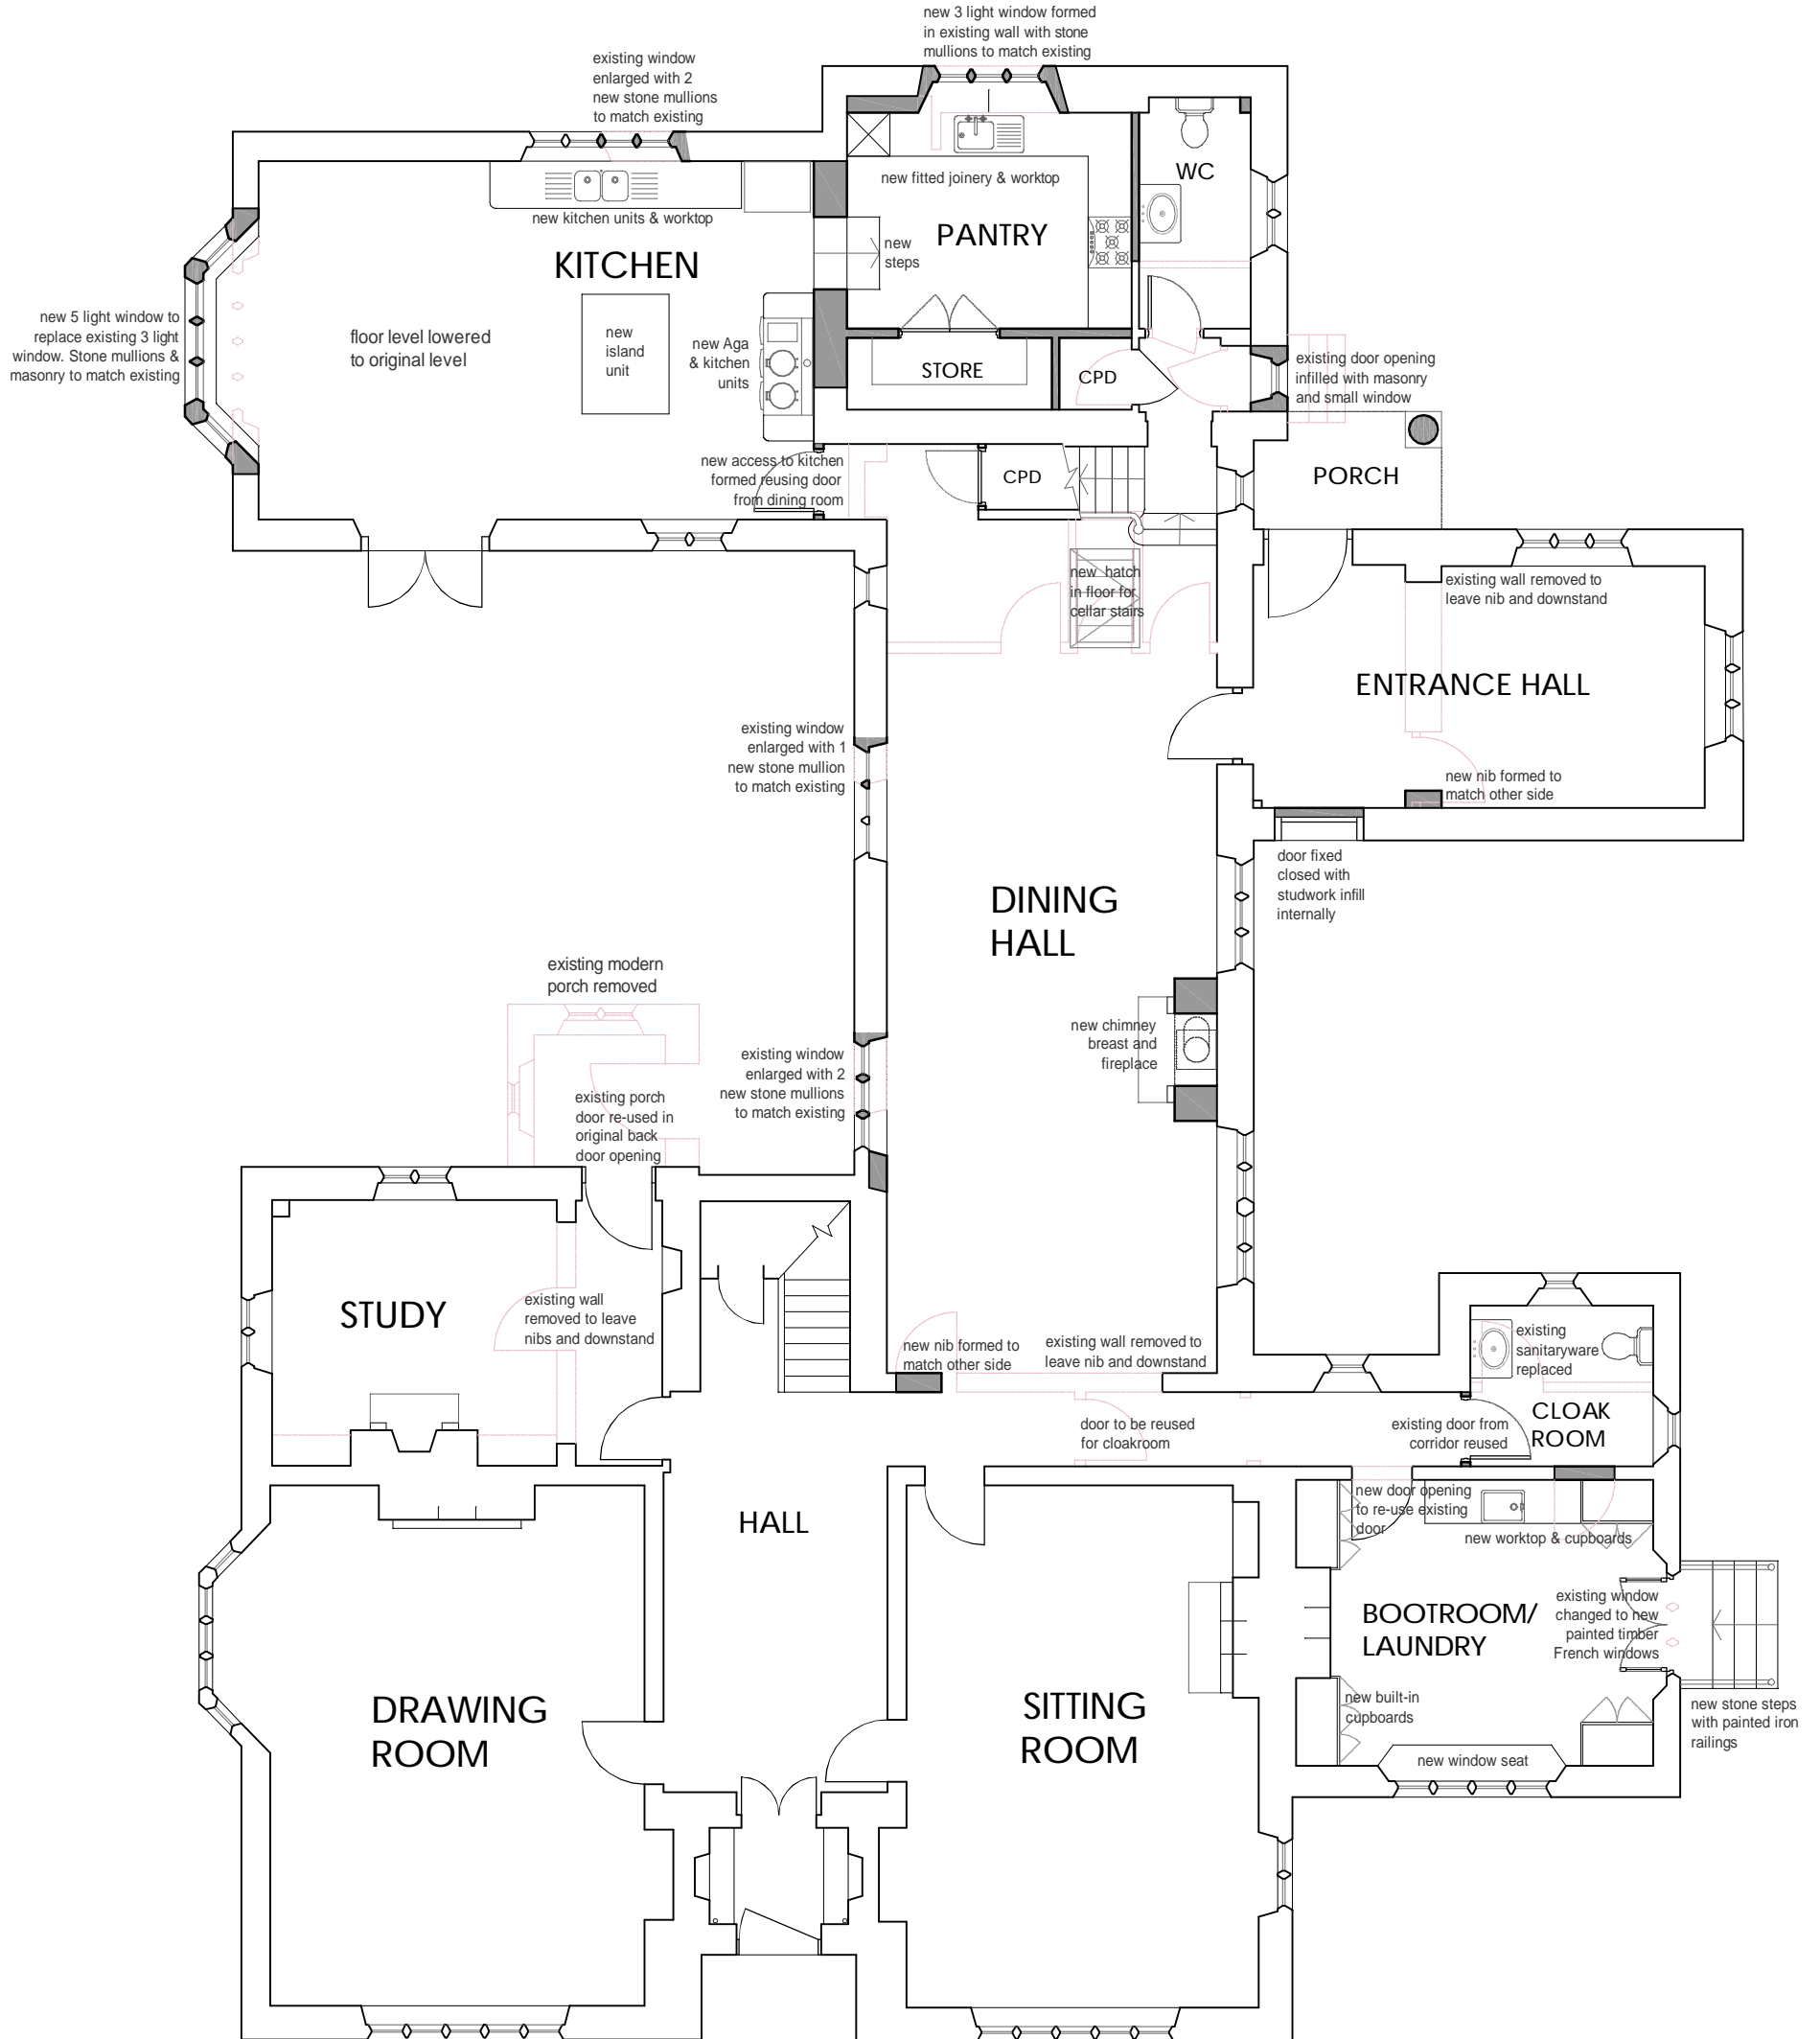 new 3 light window formed
in existing wall with stone
mullions to match existing
existing window
enlarged with 2
new stone mullions
to match existing
WC
new fitted joinery & worktop
new kitchen units & worktop
PANTRY
KITCHEN
new
steps
new 5 light window to
replace existing 3 light
window. Stone mullions &
masonry to match existing
floor level lowered
to original level
new
island
unit
new Aga
& kitchen
units
STORE
CPD
existing door opening
infilled with masonry
and small window
new access to kitchen
formed reusing door
from dining room
CPD
PORCH
new hatch
in floor for
cellar stairs
existing wall removed to
leave nib and downstand
ENTRANCE HALL
existing window
enlarged with 1
new stone mullion
to match existing
new nib formed to
match other side
door fixed
closed with
studwork infill
internally
DINING
HALL
existing modern
porch removed
new chimney
breast and
fireplace
existing window
enlarged with 2
new stone mullions
to match existing
existing porch
door re-used in
original back
door opening
STUDY
existing wall
removed to leave
nibs and downstand
new nib formed to
match other side
existing wall removed to
leave nib and downstand
existing
sanitaryware
replaced
door to be reused
for cloakroom
existing door from
corridor reused
CLOAK
ROOM
HALL
new door opening
to re-use existing
door
new worktop & cupboards
BOOTROOM/
LAUNDRY
existing window
changed to new
painted timber
French windows
DRAWING
ROOM
SITTING
ROOM
new built-in
cupboards
new stone steps
with painted iron
railings
new window seat